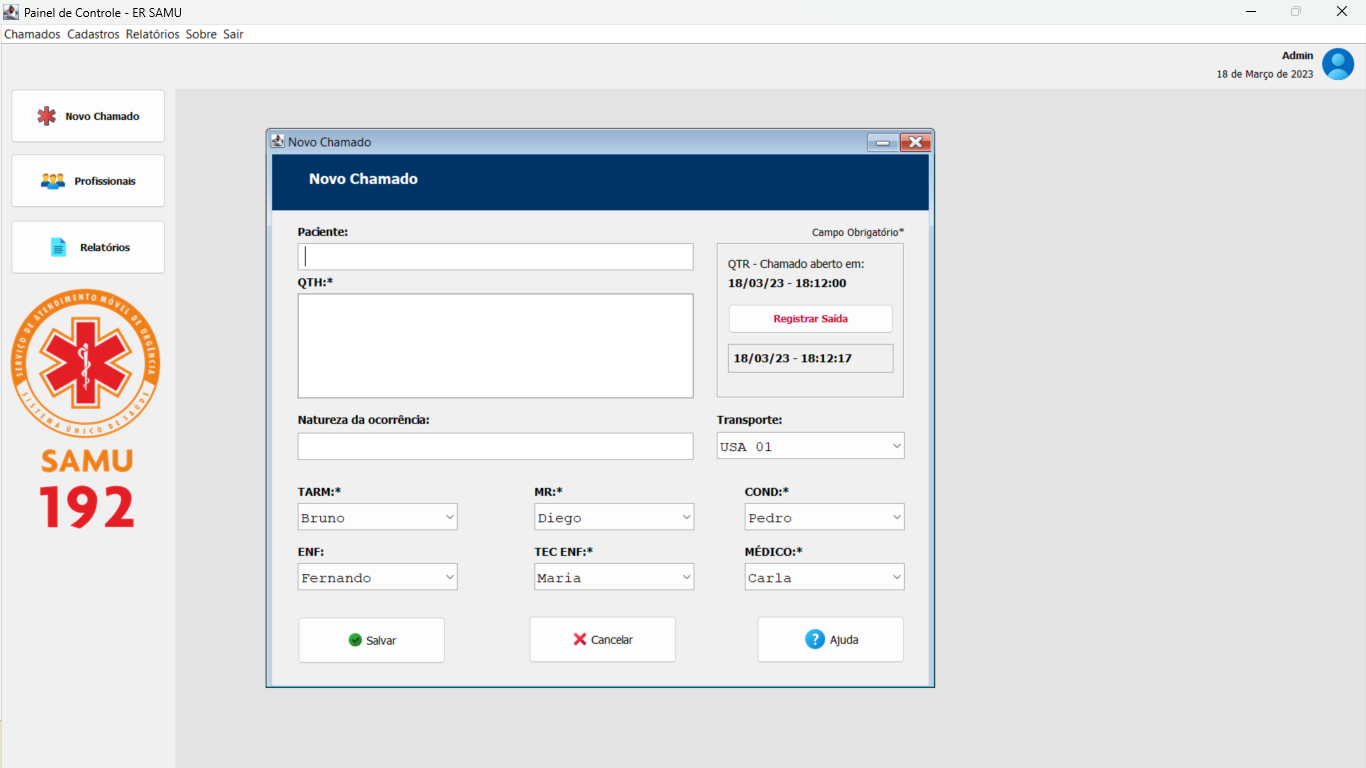 Painel de Controle - ER SAMU
Chamados Cadastros Relatórios Sobre Sair
Admin
18 de Março de 2023
Novo Chamado
Profissionais
Relatórios
SERVIÇO DE ATENDIMENTO MÓVEL DE URGÊNCIA
SISTEMA ÚNICO DE SAÚDE
SAMU
192
Novo Chamado
Novo Chamado
Paciente:
Campo Obrigatório*
QTH:*
QTR - Chamado aberto em:
18/03/23 - 18:12:00
Registrar Saída
18/03/23 - 18:12:17
Natureza da ocorrência:
Transporte:
USA 01
TARM:* MR:* COND:*
Bruno Diego Pedro
ENF: TEC ENF:* MÉDICO:*
Fernando Maria Carla
Salvar Cancelar ? Ajuda